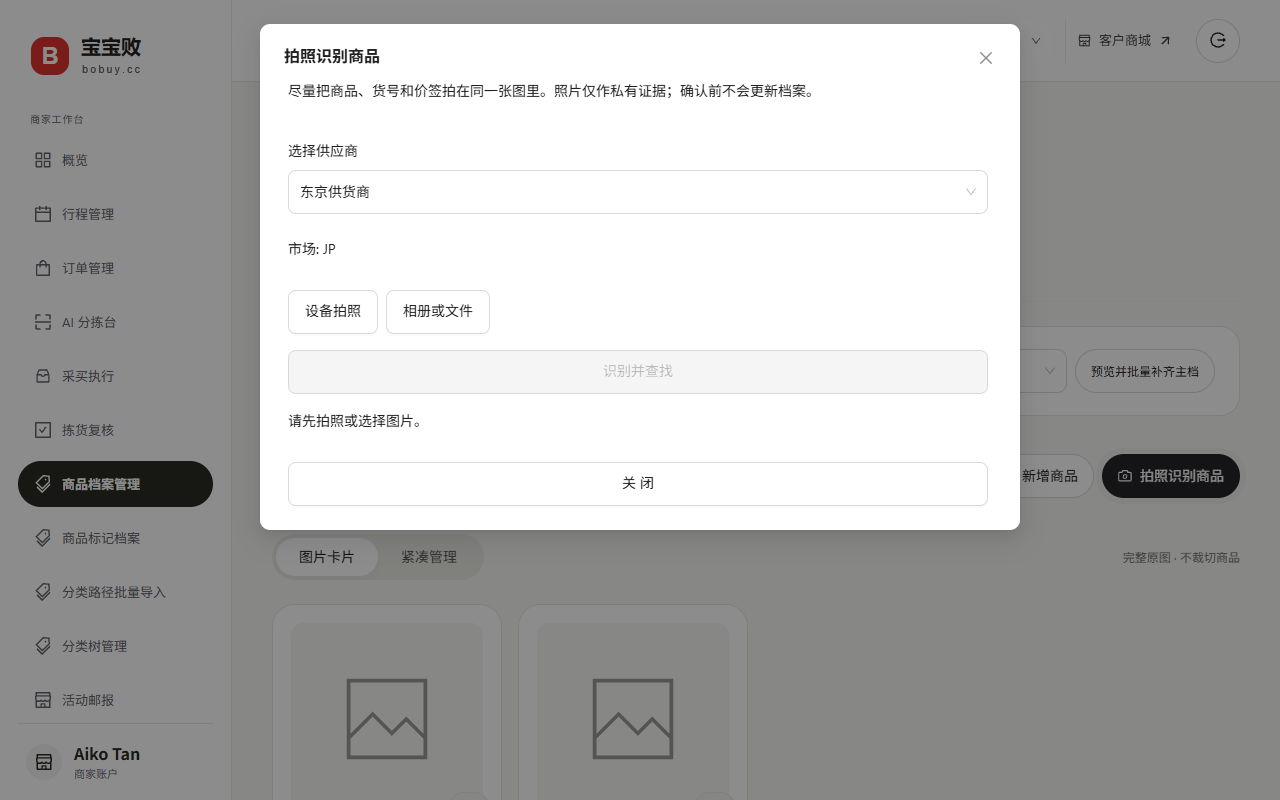 B
宝宝败
bobuy.cc
商家工作台
概览
行程管理
订单管理
AI 分拣台
采买执行
拣货复核
商品档案管理
商品标记档案
分类路径批量导入
分类树管理
活动邮报
Aiko Tan
商家账户
客户商城
拍照识别商品
尽量把商品、货号和价签拍在同一张图里。照片仅作私有证据；确认前不会更新档案。
选择供应商
东京供货商
市场: JP
设备拍照
相册或文件
识别并查找
请先拍照或选择图片。
关 闭
预览并批量补齐主档
新增商品
拍照识别商品
图片卡片
紧凑管理
完整原图 · 不裁切商品